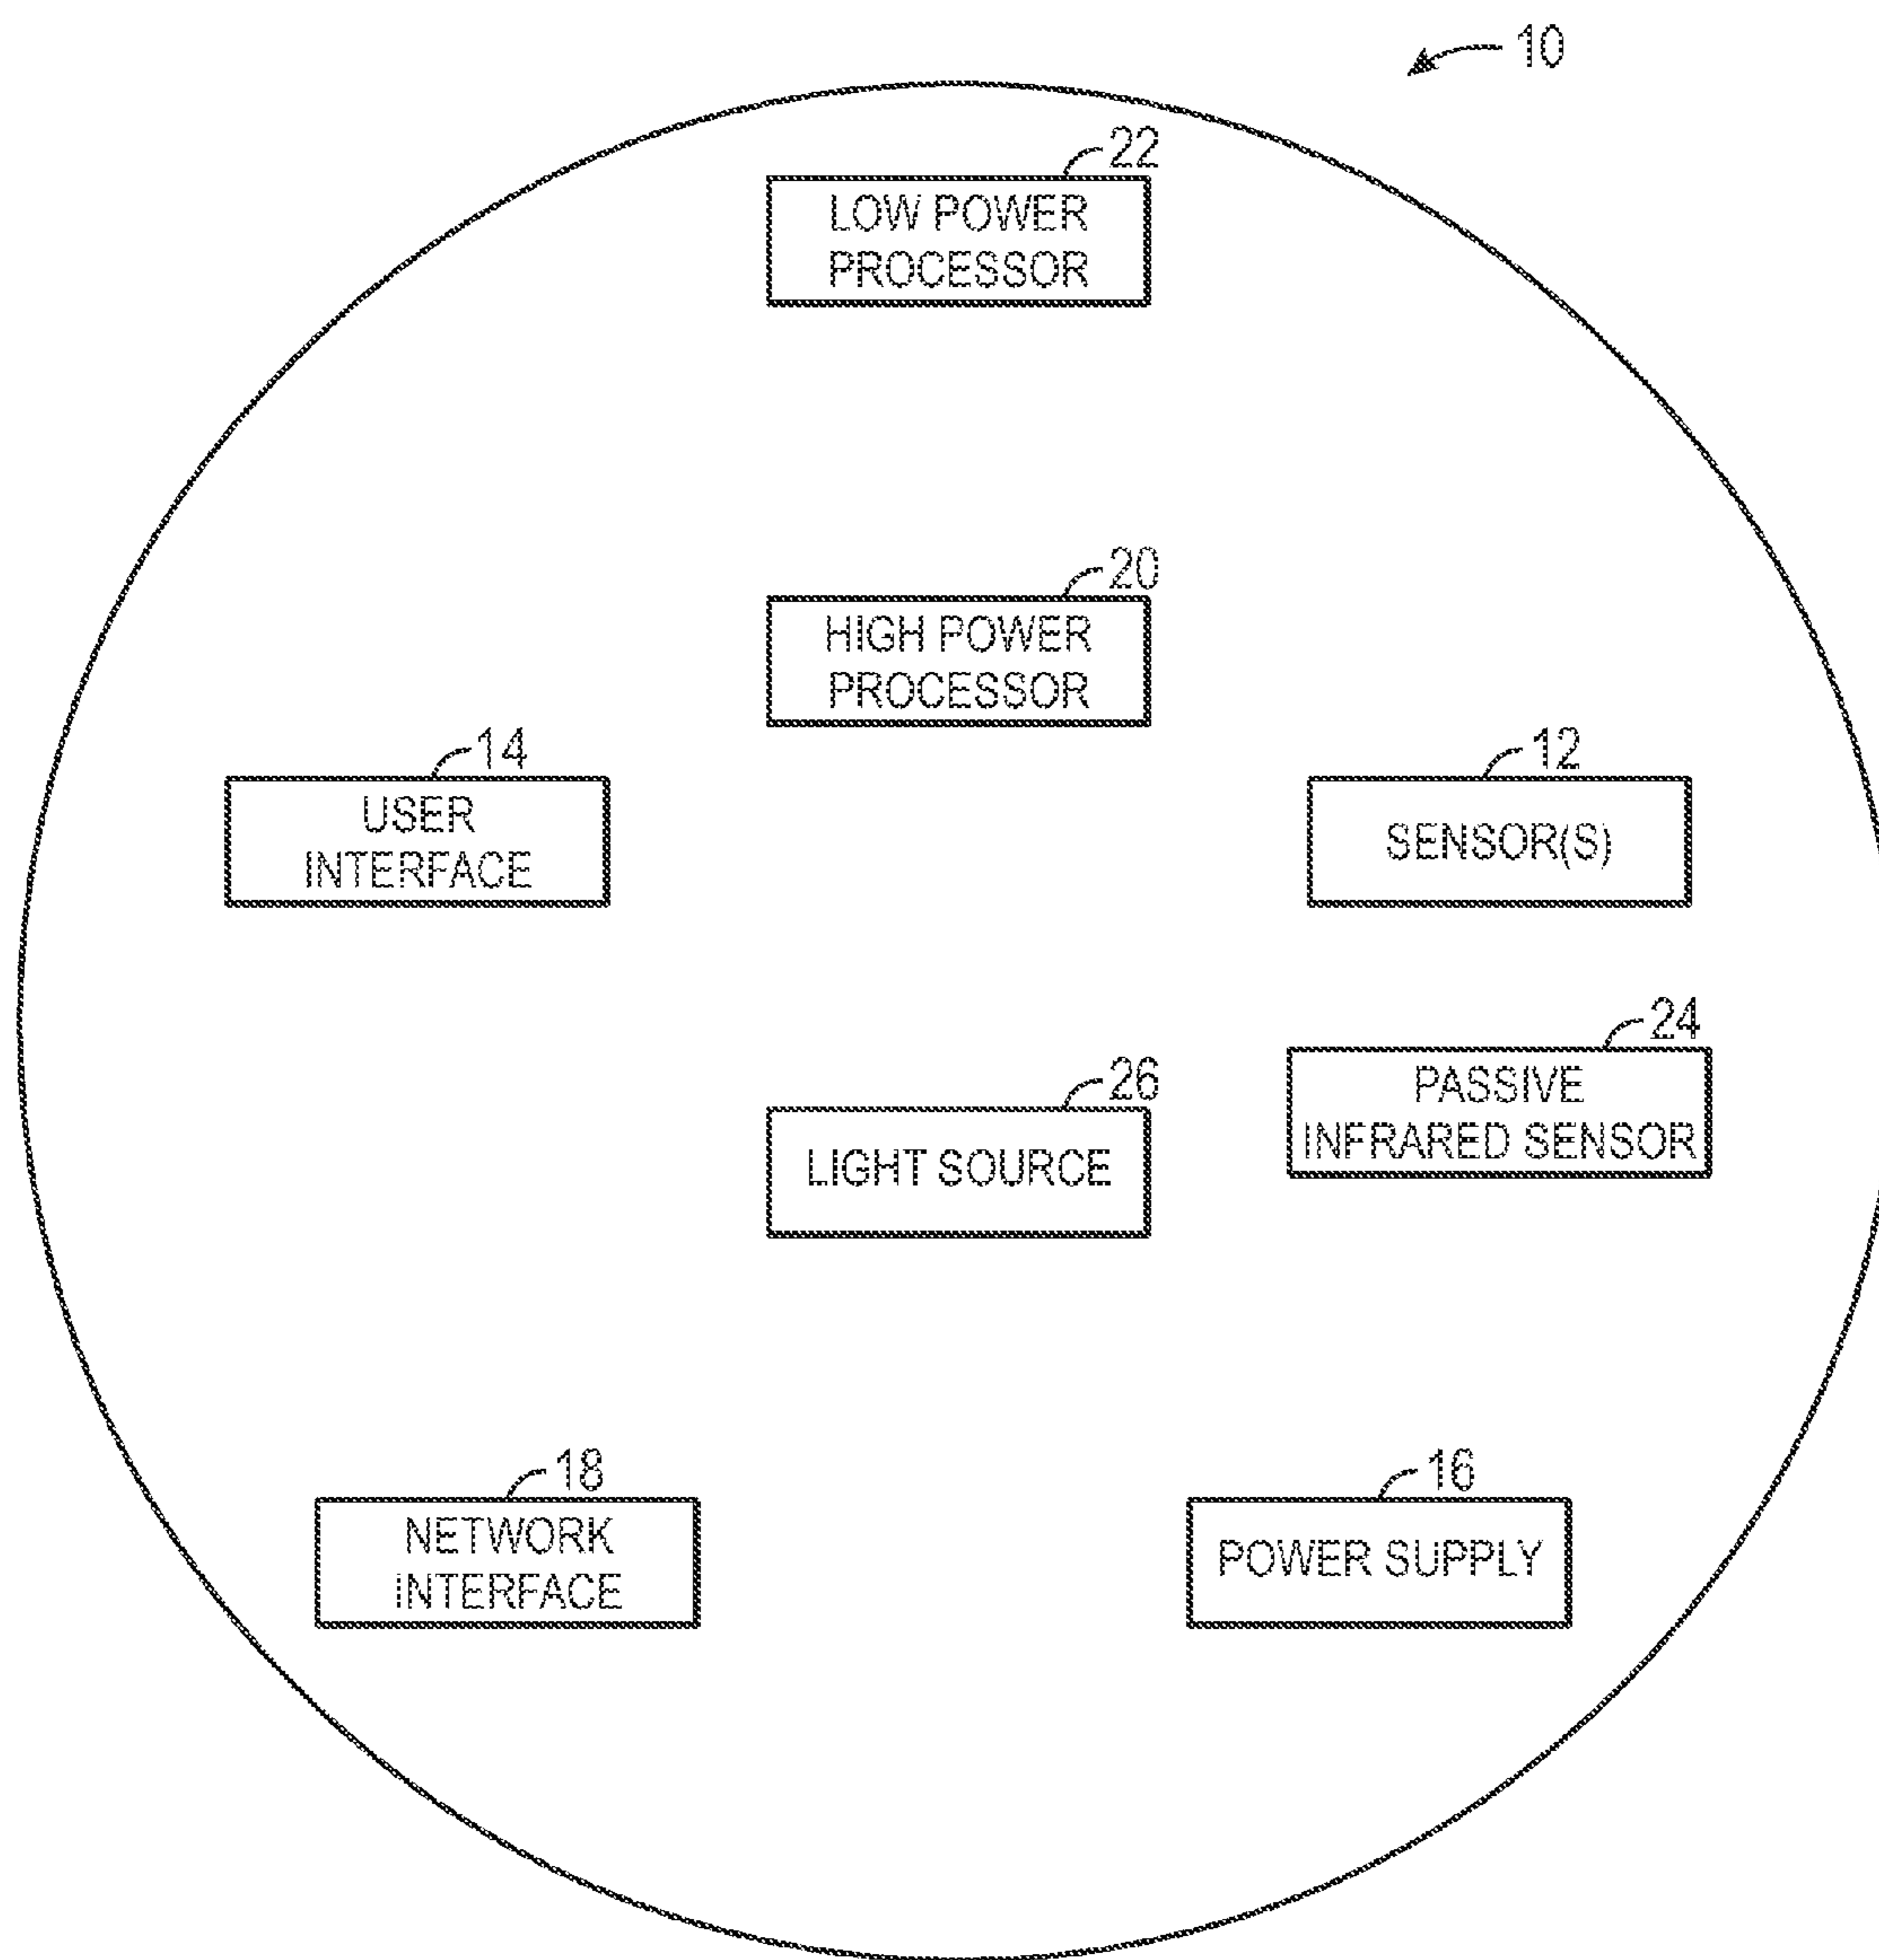 10
22
LOW POWER
PROCESSOR
20
HIGH POWER
PROCESSOR
14
USER
INTERFACE
12
SENSOR(S)
24
PASSIVE
INFRARED SENSOR
26
LIGHT SOURCE
18
NETWORK
INTERFACE
16
POWER SUPPLY